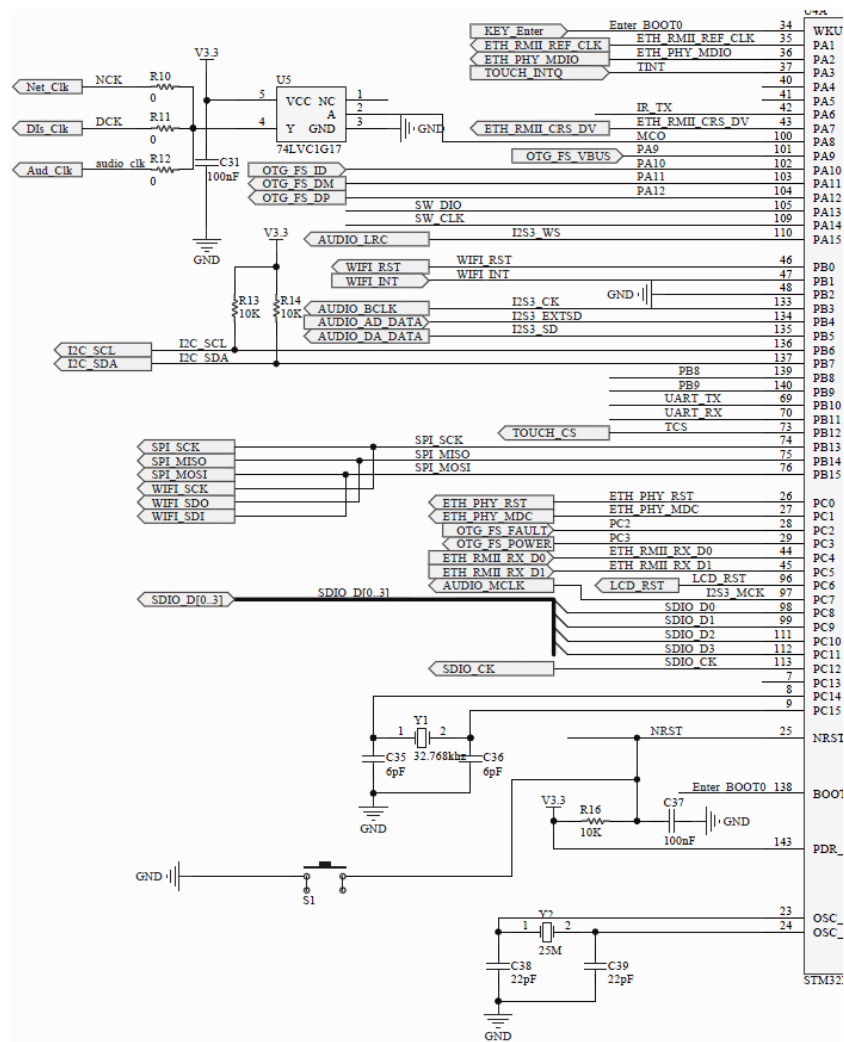 U4A
KEY_Enter Enter_BOOT0 34 WKU
ETH_RMII_REF_CLK ETH_RMII_REF_CLK 35 PA1
ETH_PHY_MDIO ETH_PHY_MDIO 36 PA2
TOUCH_INTQ TINT 37 PA3
40 PA4
41 PA5
IR_TX 42 PA6
ETH_RMII_CRS_DV ETH_RMII_CRS_DV 43 PA7
MCO 100 PA8
OTG_FS_VBUS PA9 101 PA9
OTG_FS_ID PA10 102 PA10
OTG_FS_DM PA11 103 PA11
OTG_FS_DP PA12 104 PA12
SW_DIO 105 PA13
SW_CLK 109 PA14
AUDIO_LRC I2S3_WS 110 PA15
V3.3
Net_Clk NCK R10 0
DIs_Clk DCK R11 0
Aud_Clk audio_clk R12 0
U5
5 VCC NC 1
A 2
4 Y GND 3 GND
74LVC1G17
C31
100nF
GND
V3.3
WIFI_RST WIFI_RST 46 PB0
WIFI_INT WIFI_INT 47 PB1
GND 48 PB2
R13 10K
R14 10K
AUDIO_BCLK I2S3_CK 133 PB3
AUDIO_AD_DATA I2S3_EXTSD 134 PB4
AUDIO_DA_DATA I2S3_SD 135 PB5
I2C_SCL I2C_SCL 136 PB6
I2C_SDA I2C_SDA 137 PB7
PB8 139 PB8
PB9 140 PB9
UART_TX 69 PB10
UART_RX 70 PB11
TOUCH_CS TCS 73 PB12
SPI_SCK SPI_SCK 74 PB13
SPI_MISO SPI_MISO 75 PB14
SPI_MOSI SPI_MOSI 76 PB15
WIFI_SCK
WIFI_SDO
WIFI_SDI
ETH_PHY_RST ETH_PHY_RST 26 PC0
ETH_PHY_MDC ETH_PHY_MDC 27 PC1
OTG_FS_FAULT PC2 28 PC2
OTG_FS_POWER PC3 29 PC3
ETH_RMII_RX_D0 ETH_RMII_RX_D0 44 PC4
ETH_RMII_RX_D1 ETH_RMII_RX_D1 45 PC5
AUDIO_MCLK LCD_RST LCD_RST 96 PC6
I2S3_MCK 97 PC7
SDIO_D[0..3] SDIO_D[0..3] SDIO_D0 98 PC8
SDIO_D1 99 PC9
SDIO_D2 111 PC10
SDIO_D3 112 PC11
SDIO_CK SDIO_CK 113 PC12
7 PC13
8 PC14
9 PC15
1 Y1 2
32.768khz
C35
6pF
C36
6pF
GND
NRST 25 NRST
Enter_BOOT0 138 BOOT
V3.3 R16 C37
10K 100nF GND
143 PDR_
GND S1
23 OSC_
24 OSC_
1 Y2 2
25M
C38
22pF
C39
22pF
GND
STM32